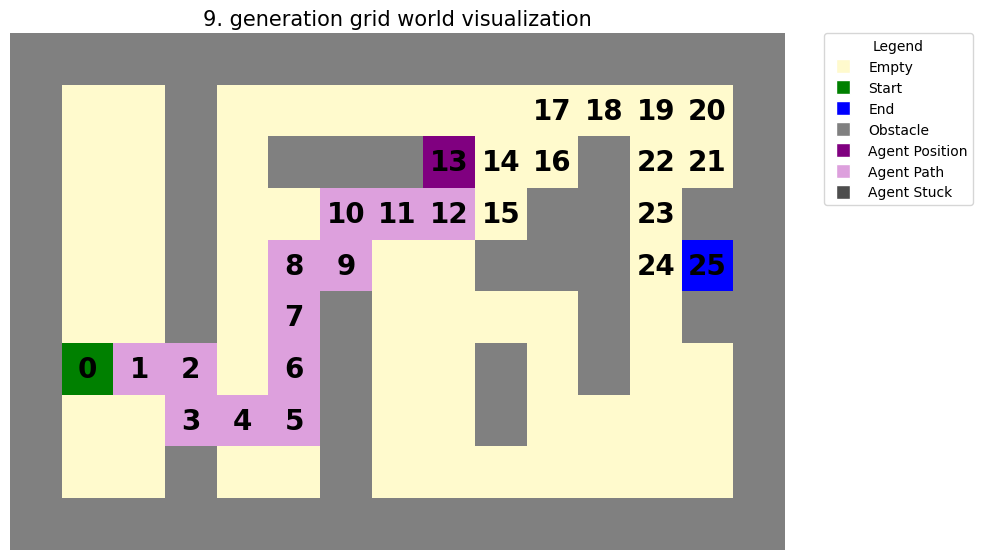 9. generation grid world visualization
17 18 19 20
13 14 16 22 21
10 11 12 15 23
8 9 24 25
7
0 1 2 6
3 4 5
Legend
Empty
Start
End
Obstacle
Agent Position
Agent Path
Agent Stuck